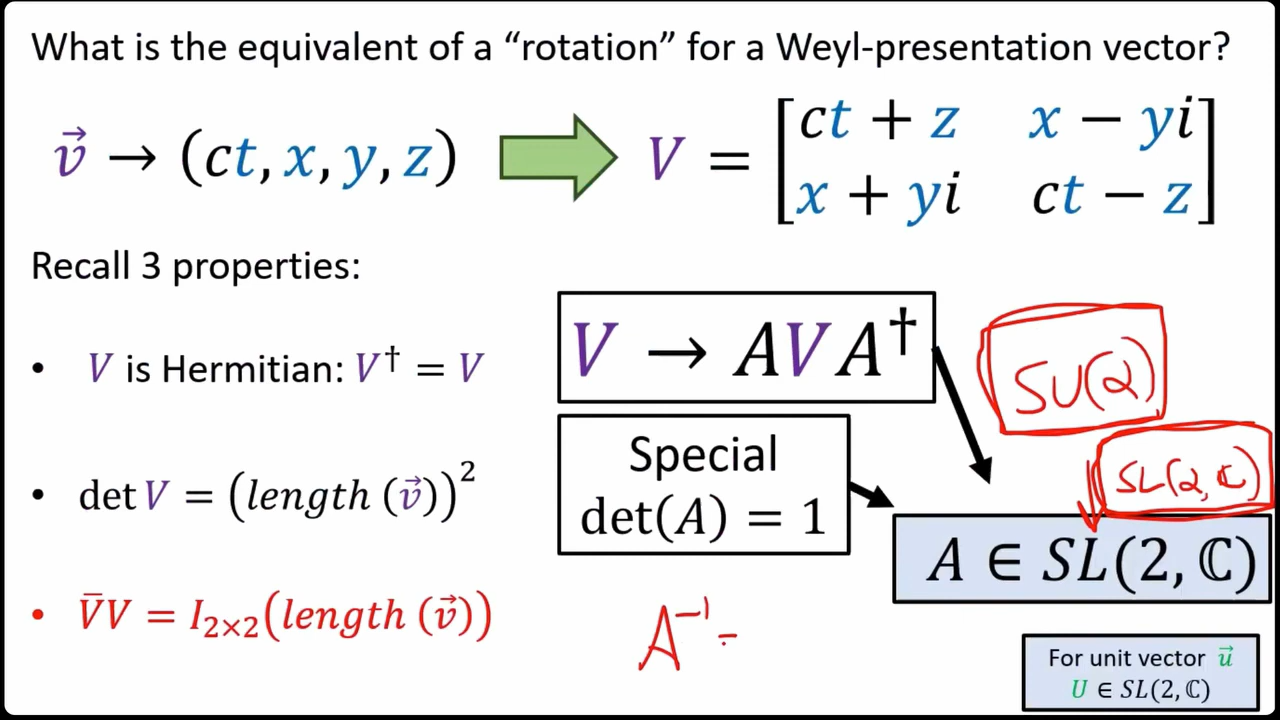 What is the equivalent of a “rotation” for a Weyl-presentation vector?
v⃗ → (ct, x, y, z)
V = [ct + z x − yi
x + yi ct − z]
Recall 3 properties:
• V is Hermitian: V† = V
V → AVA†
SU(2)
Special
det(A) = 1
SL(2, ℂ)
• det V = (length (v⃗))²
A ∈ SL(2, ℂ)
• V̄V = I₂ₓ₂(length (v⃗))
A⁻¹ =
For unit vector u⃗
U ∈ SL(2, ℂ)